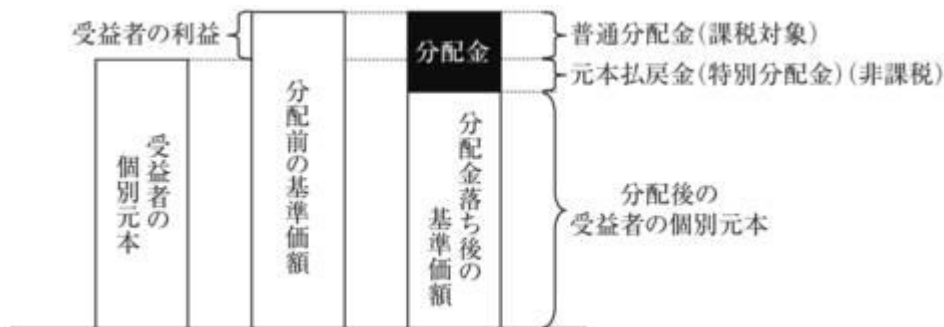 受益者の利益
受益者の
個別元本
分配前の基準価額
分配金
分配金落ち後の
基準価額
普通分配金(課税対象)
元本払戻金(特別分配金)(非課税)
分配後の
受益者の個別元本